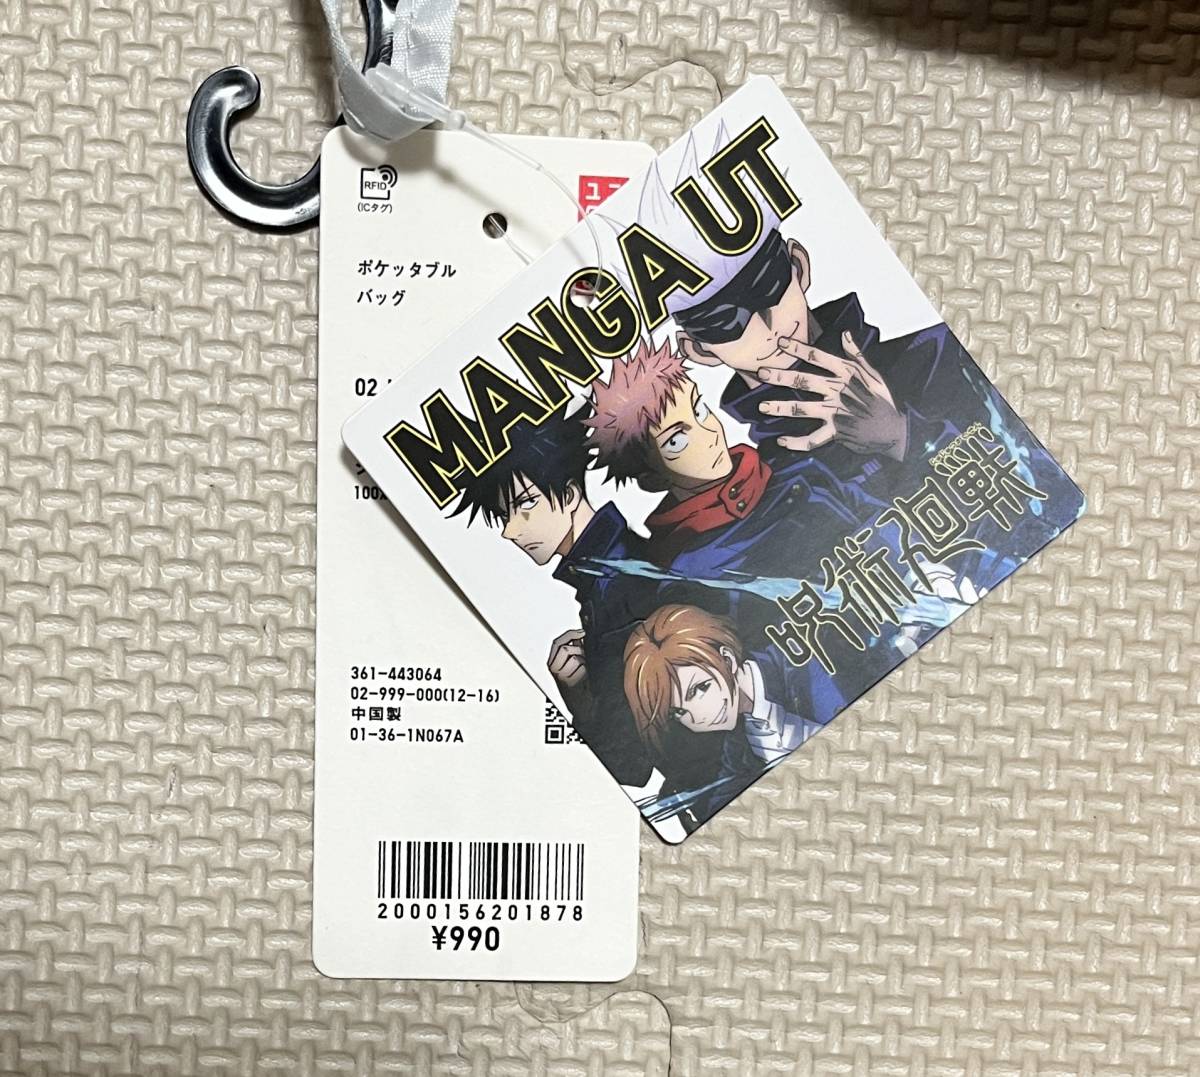 RFID
(ICタグ)
ポケッタブル
バッグ
02
361-443064
02-999-000(12-16)
中国製
01-36-1N067A
2000156201878
¥990
MANGA UT
呪術廻戦